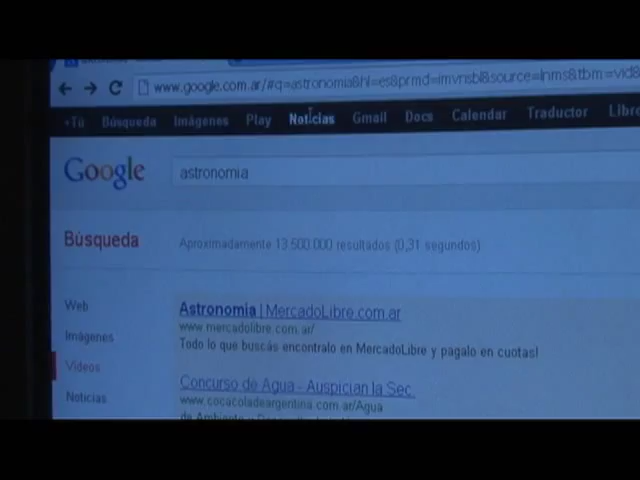 www.google.com.ar/#q=astronomia&hl=es&prmd=imvnsbl&source=lnms&tbm=vid&
+Tú Búsqueda Imágenes Play Noticias Gmail Docs Calendar Traductor Libro
Google astronomia
Búsqueda Aproximadamente 13.500.000 resultados (0,31 segundos)
Web
Imágenes
Videos
Noticias
Astronomia | MercadoLibre.com.ar
www.mercadolibre.com.ar/
Todo lo que buscás encontralo en MercadoLibre y pagalo en cuotas!
Concurso de Agua - Auspician la Sec.
www.cocacoladeargentina.com.ar/Agua
de Ambiente y